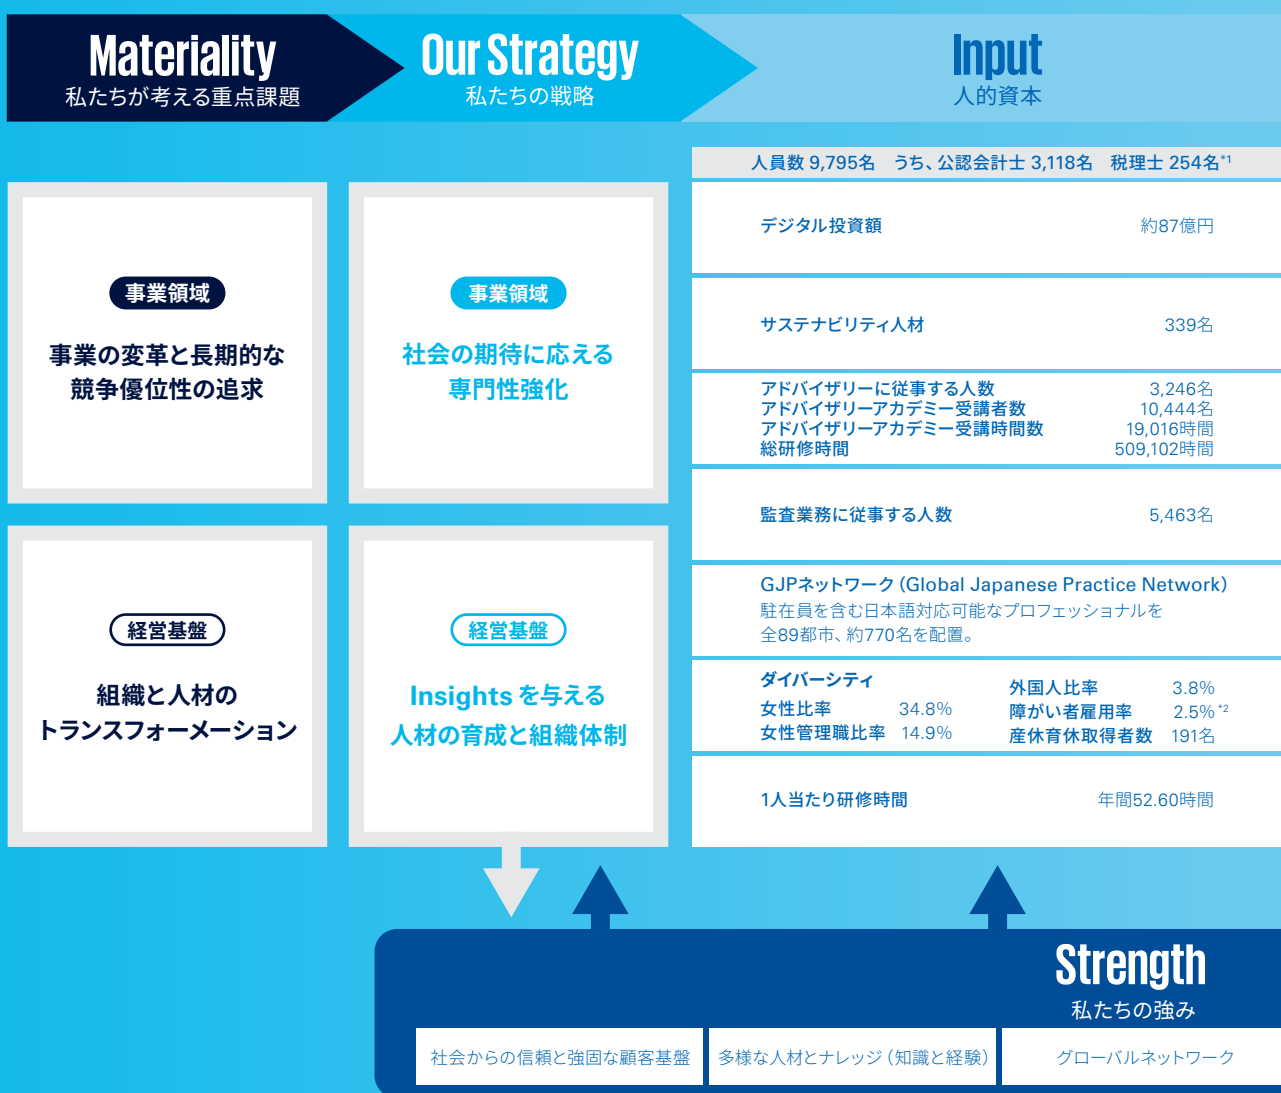 Materiality
私たちが考える重点課題
Our Strategy
私たちの戦略
Input
人的資本
人員数 9,795名　うち、公認会計士 3,118名　税理士 254名*1
事業領域
事業の変革と長期的な
競争優位性の追求
事業領域
社会の期待に応える
専門性強化
デジタル投資額 約87億円
サステナビリティ人材 339名
アドバイザリーに従事する人数 3,246名
アドバイザリーアカデミー受講者数 10,444名
アドバイザリーアカデミー受講時間数 19,016時間
総研修時間 509,102時間
監査業務に従事する人数 5,463名
経営基盤
組織と人材の
トランスフォーメーション
経営基盤
Insights を与える
人材の育成と組織体制
GJPネットワーク（Global Japanese Practice Network）
駐在員を含む日本語対応可能なプロフェッショナルを
全89都市、約770名を配置。
ダイバーシティ
女性比率 34.8%
女性管理職比率 14.9%
外国人比率 3.8%
障がい者雇用率 2.5%*2
産休育休取得者数 191名
1人当たり研修時間 年間52.60時間
Strength
私たちの強み
社会からの信頼と強固な顧客基盤
多様な人材とナレッジ（知識と経験）
グローバルネットワーク